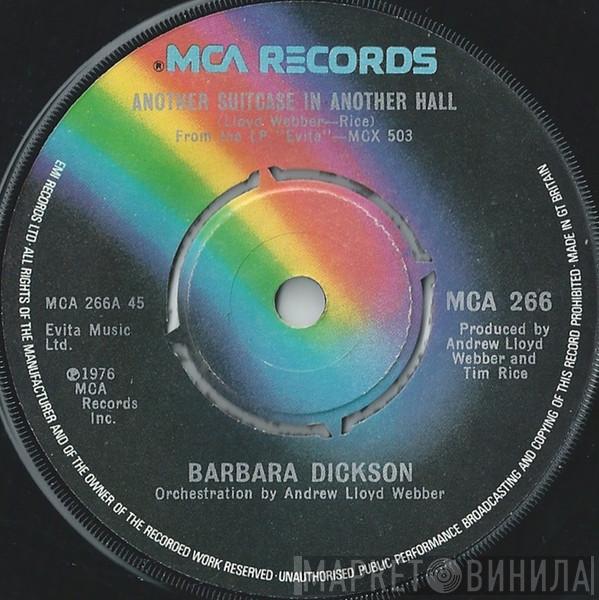 ®MCA RECORDS
ANOTHER SUITCASE IN ANOTHER HALL
(Lloyd Webber—Rice)
From the LP "Evita"—MCX 503
MCA 266A 45
Evita Music
Ltd.
℗1976
MCA
Records
Inc.
MCA 266
Produced by
Andrew Lloyd
Webber and
Tim Rice
BARBARA DICKSON
Orchestration by Andrew Lloyd Webber
EMI RECORDS LTD·ALL RIGHTS OF THE MANUFACTURER AND OF THE OWNER OF THE RECORDED WORK RESERVED·UNAUTHORISED PUBLIC PERFORMANCE BROADCASTING AND COPYING OF THIS RECORD PROHIBITED·MADE IN GT BRITAIN
МАРКЕТ ВИНИЛА